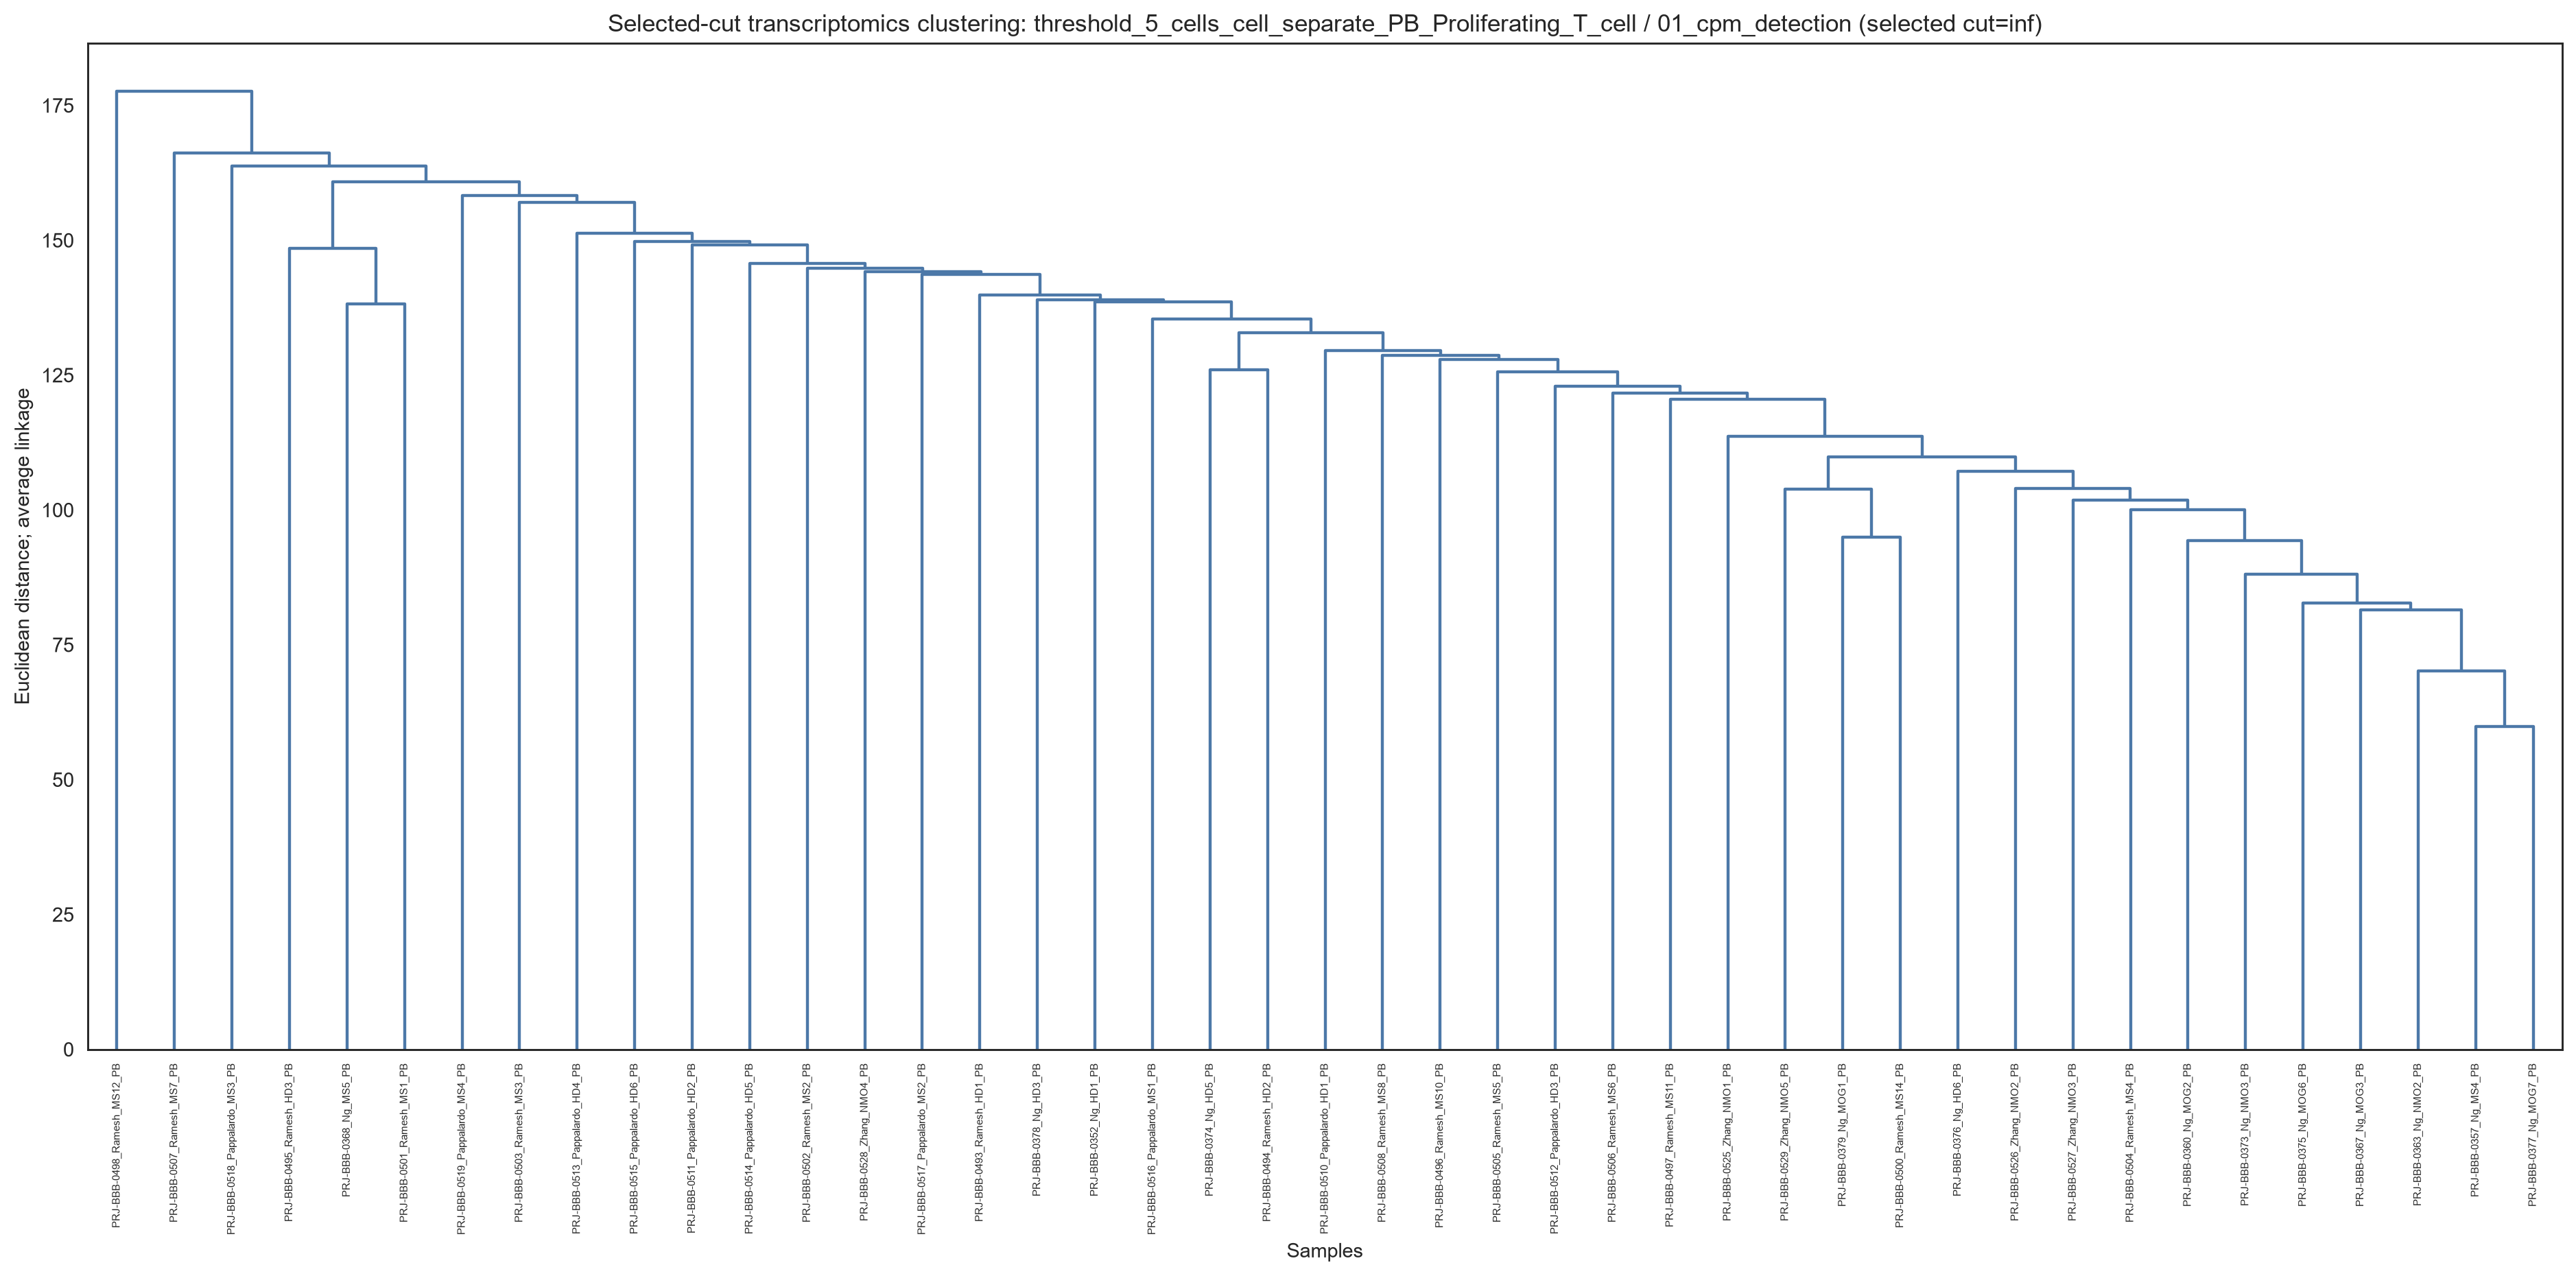 Selected-cut transcriptomics clustering: threshold_5_cells_cell_separate_PB_Proliferating_T_cell / 01_cpm_detection (selected cut=inf)
175
150
125
100
75
50
25
0
Euclidean distance; average linkage
PRJ-BBB-0498_Ramesh_MS12_PB
PRJ-BBB-0507_Ramesh_MS7_PB
PRJ-BBB-0518_Pappalardo_MS3_PB
PRJ-BBB-0495_Ramesh_HD3_PB
PRJ-BBB-0368_Ng_MS5_PB
PRJ-BBB-0501_Ramesh_MS1_PB
PRJ-BBB-0519_Pappalardo_MS4_PB
PRJ-BBB-0503_Ramesh_MS3_PB
PRJ-BBB-0513_Pappalardo_HD4_PB
PRJ-BBB-0515_Pappalardo_HD6_PB
PRJ-BBB-0511_Pappalardo_HD2_PB
PRJ-BBB-0514_Pappalardo_HD5_PB
PRJ-BBB-0502_Ramesh_MS2_PB
PRJ-BBB-0528_Zhang_NMO4_PB
PRJ-BBB-0517_Pappalardo_MS2_PB
PRJ-BBB-0493_Ramesh_HD1_PB
PRJ-BBB-0378_Ng_HD3_PB
PRJ-BBB-0352_Ng_HD1_PB
PRJ-BBB-0516_Pappalardo_MS1_PB
PRJ-BBB-0374_Ng_HD5_PB
PRJ-BBB-0494_Ramesh_HD2_PB
PRJ-BBB-0510_Pappalardo_HD1_PB
PRJ-BBB-0508_Ramesh_MS8_PB
PRJ-BBB-0496_Ramesh_MS10_PB
PRJ-BBB-0505_Ramesh_MS5_PB
PRJ-BBB-0512_Pappalardo_HD3_PB
PRJ-BBB-0506_Ramesh_MS6_PB
PRJ-BBB-0497_Ramesh_MS11_PB
PRJ-BBB-0525_Zhang_NMO1_PB
PRJ-BBB-0529_Zhang_NMO5_PB
PRJ-BBB-0379_Ng_MOG1_PB
PRJ-BBB-0500_Ramesh_MS14_PB
PRJ-BBB-0376_Ng_HD6_PB
PRJ-BBB-0526_Zhang_NMO2_PB
PRJ-BBB-0527_Zhang_NMO3_PB
PRJ-BBB-0504_Ramesh_MS4_PB
PRJ-BBB-0360_Ng_MOG2_PB
PRJ-BBB-0373_Ng_NMO3_PB
PRJ-BBB-0375_Ng_MOG6_PB
PRJ-BBB-0367_Ng_MOG3_PB
PRJ-BBB-0363_Ng_NMO2_PB
PRJ-BBB-0357_Ng_MS4_PB
PRJ-BBB-0377_Ng_MOG7_PB
Samples